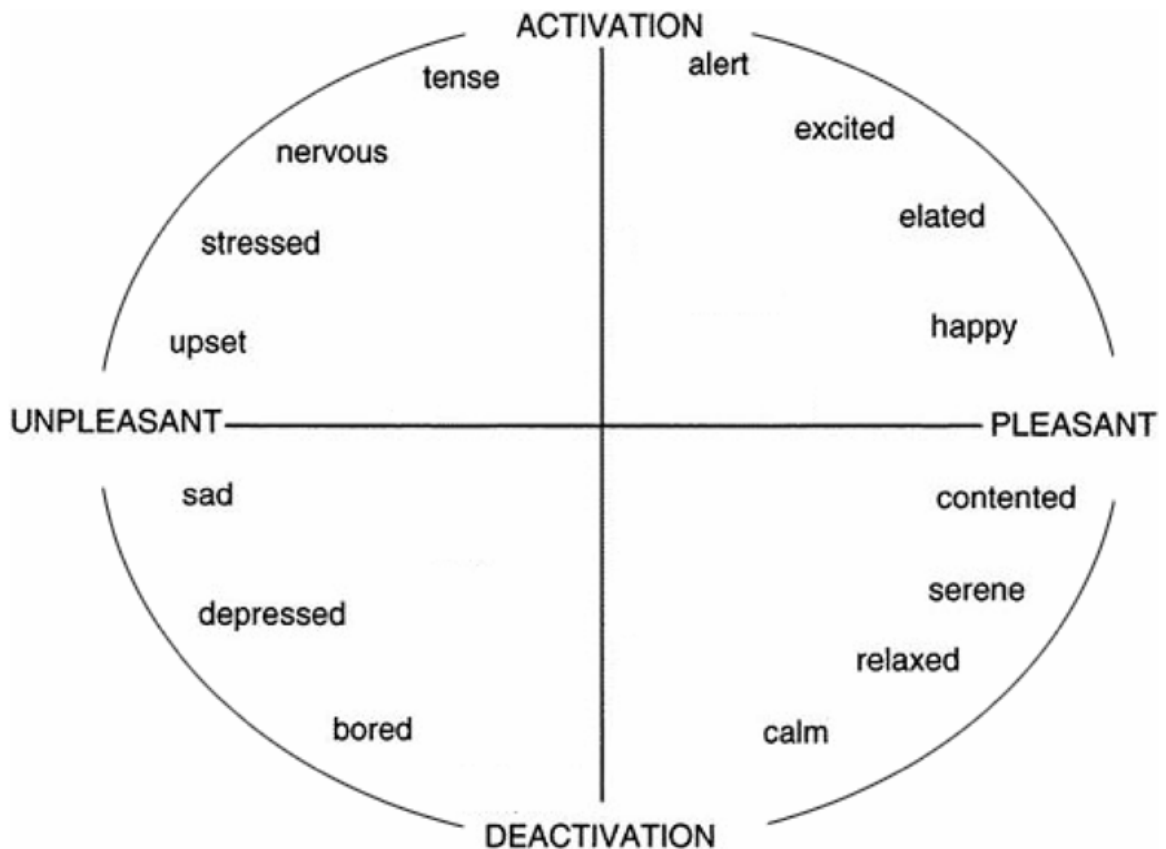 ACTIVATION
tense
alert
excited
nervous
elated
stressed
happy
upset
UNPLEASANT
PLEASANT
sad
contented
serene
depressed
relaxed
bored
calm
DEACTIVATION